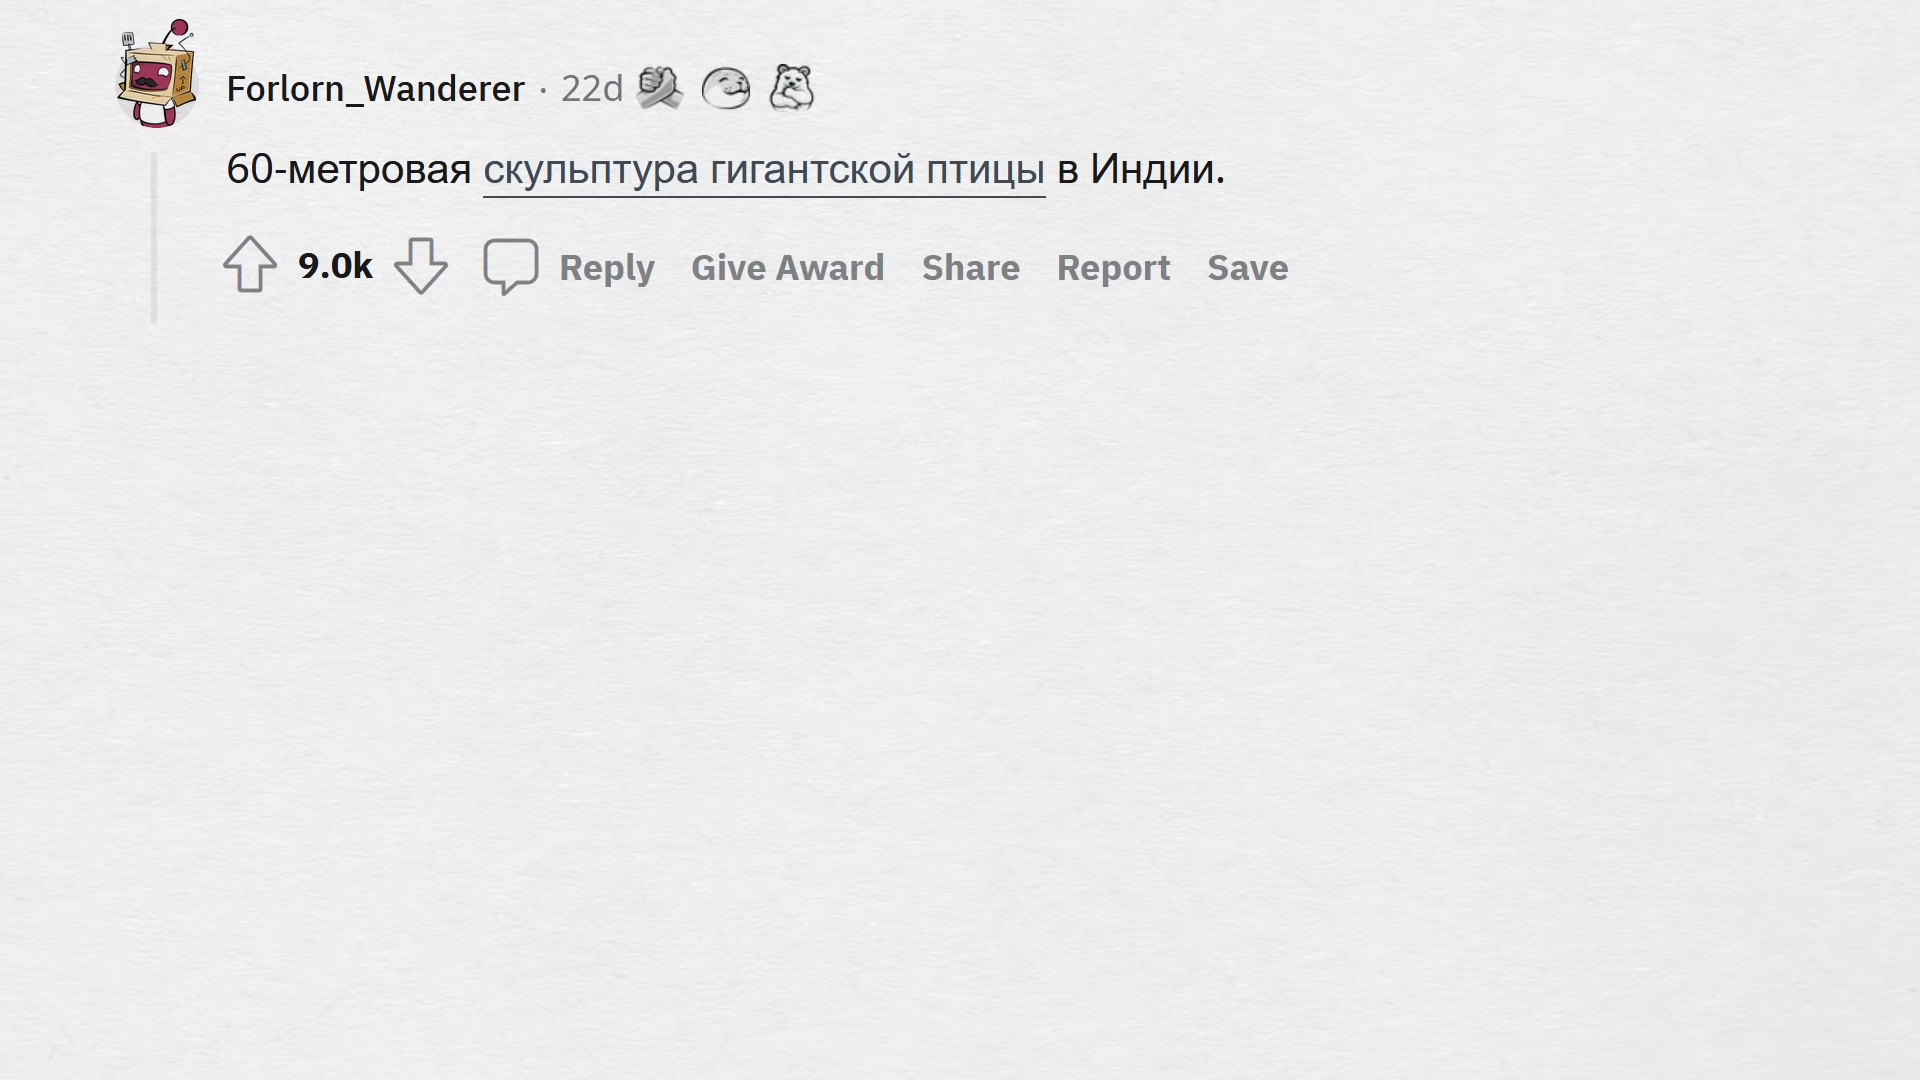 Forlorn_Wanderer · 22d
60-метровая скульптура гигантской птицы в Индии.
9.0k Reply Give Award Share Report Save